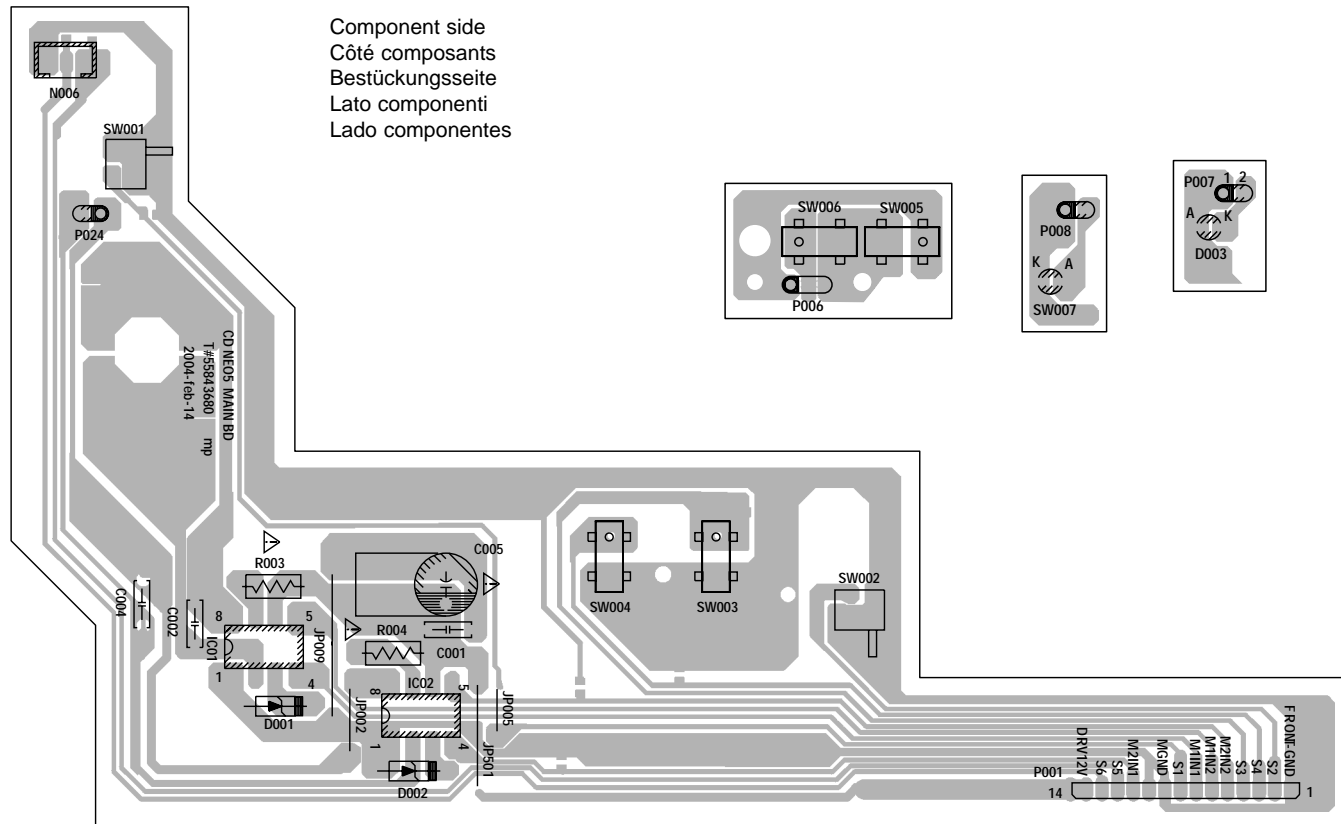 Component side
Côté composants
Bestückungsseite
Lato componenti
Lado componentes
N006
SW001
P024
SW006
SW005
P006
P008
K
A
SW007
P007
1
2
A
K
D003
CD NEO5 MAIN BD
T#55843680 mp
2004-feb-14
C004
C002
R003
C005
8
5
IC01
JP009
1
4
D001
R004
C001
JP002
8
IC02
5
JP005
1
4
JP501
D002
SW004
SW003
SW002
P001
14
DRV12V
S6
S5
M2IN1
MGND
S1
M1IN1
M1IN2
M2IN2
S3
S4
S2
FRONT-GND
1